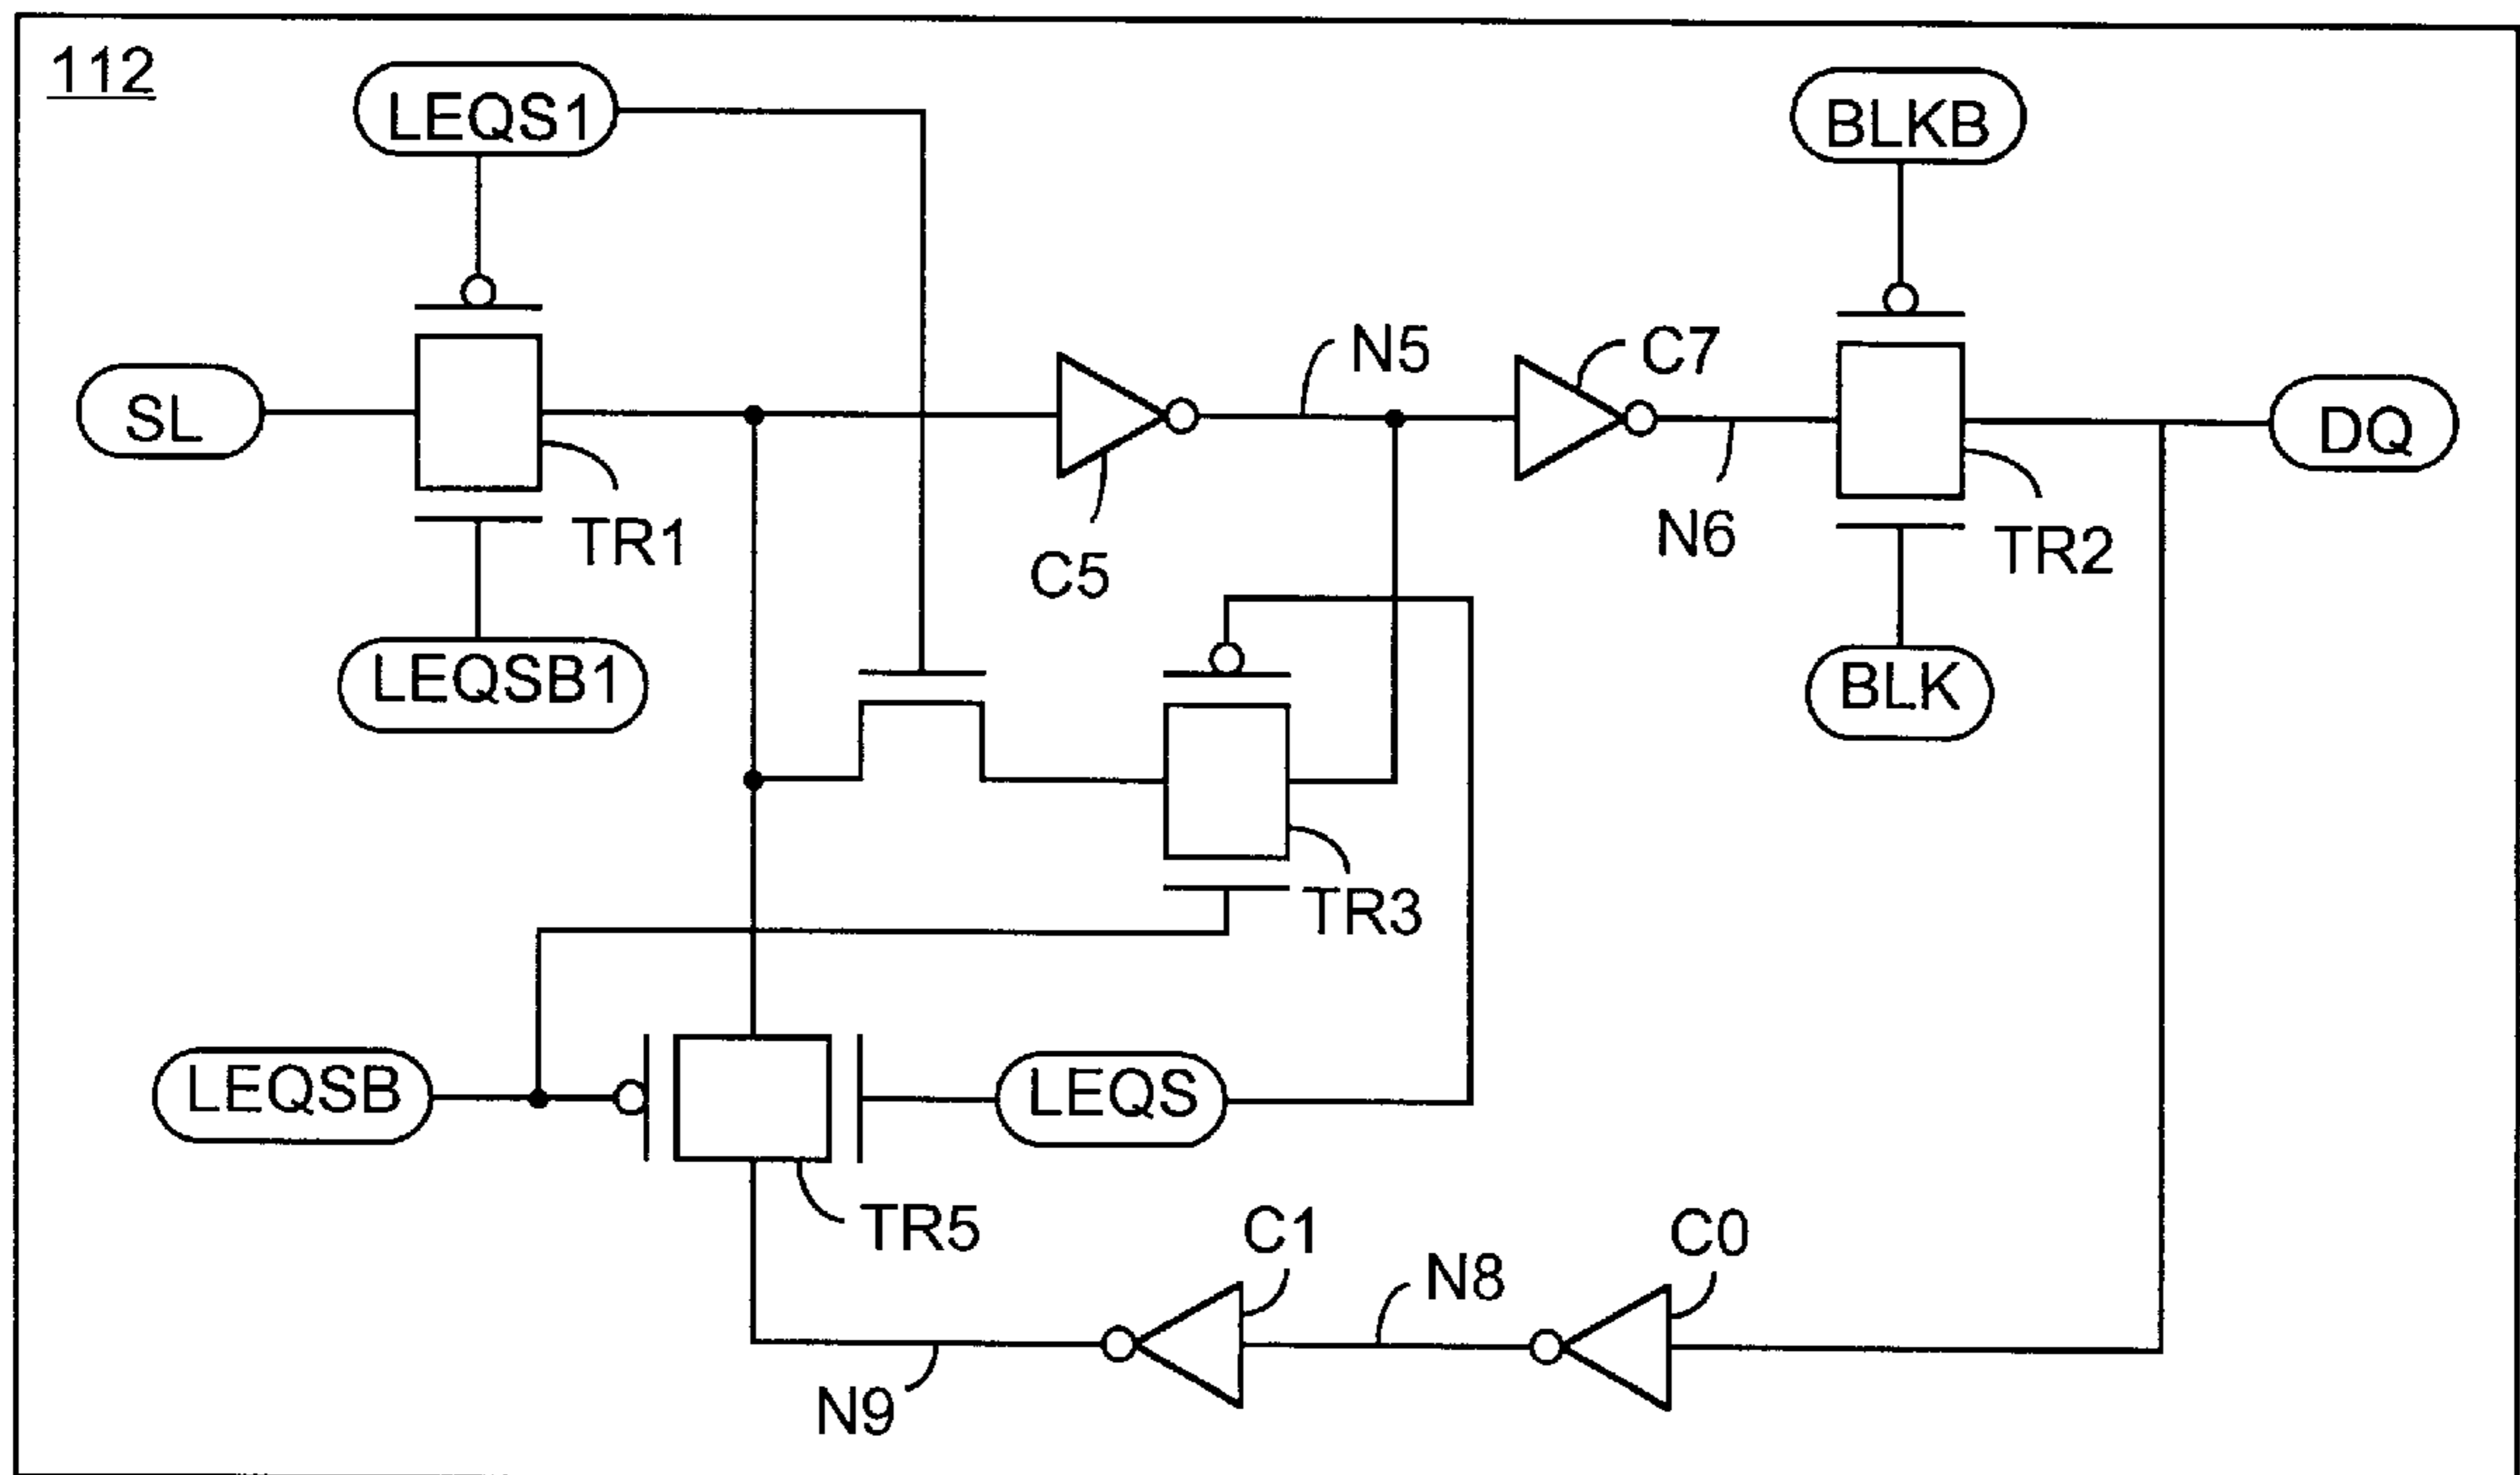 112
LEQS1
BLKB
N5
C7
SL
DQ
TR1
C5
N6
TR2
LEQSB1
BLK
TR3
LEQSB
LEQS
TR5
C1
N8
C0
N9